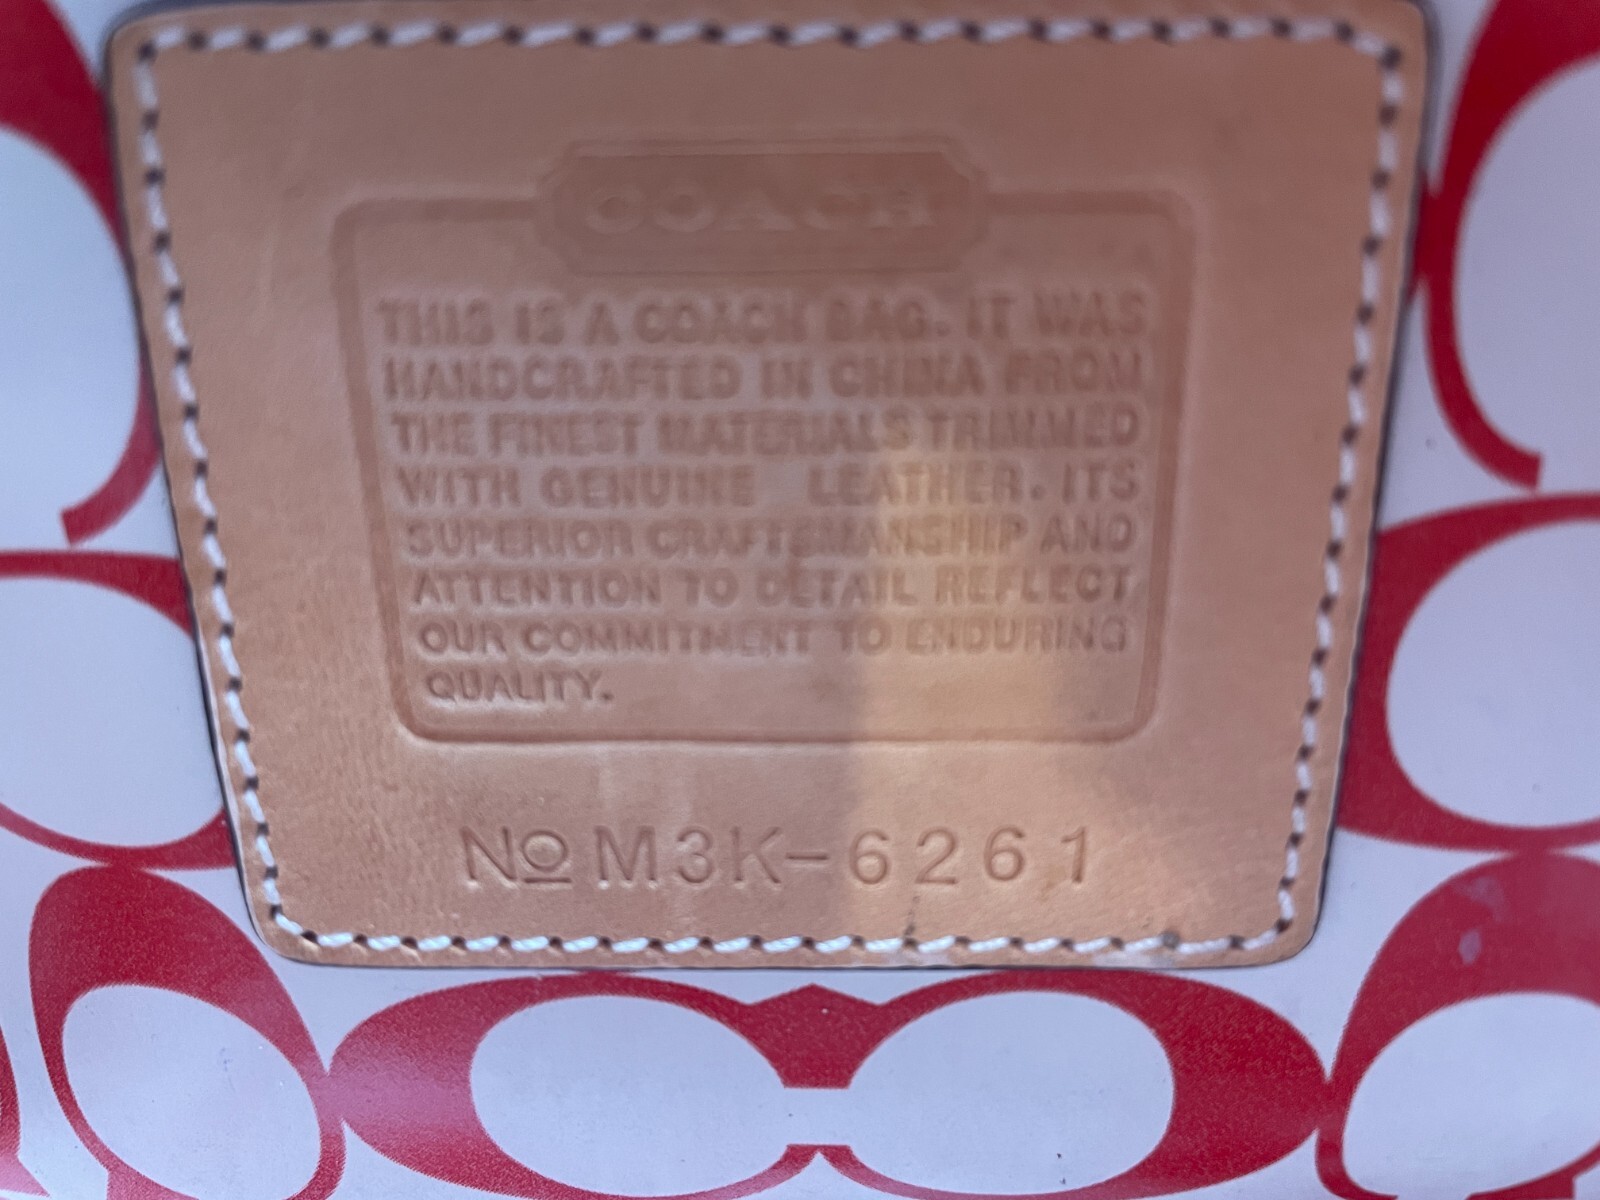 COACH
THIS IS A COACH BAG. IT WAS
HANDCRAFTED IN CHINA FROM
THE FINEST MATERIALS TRIMMED
WITH GENUINE LEATHER. ITS
SUPERIOR CRAFTSMANSHIP AND
ATTENTION TO DETAIL REFLECT
OUR COMMITMENT TO ENDURING
QUALITY.
No M3K-6261